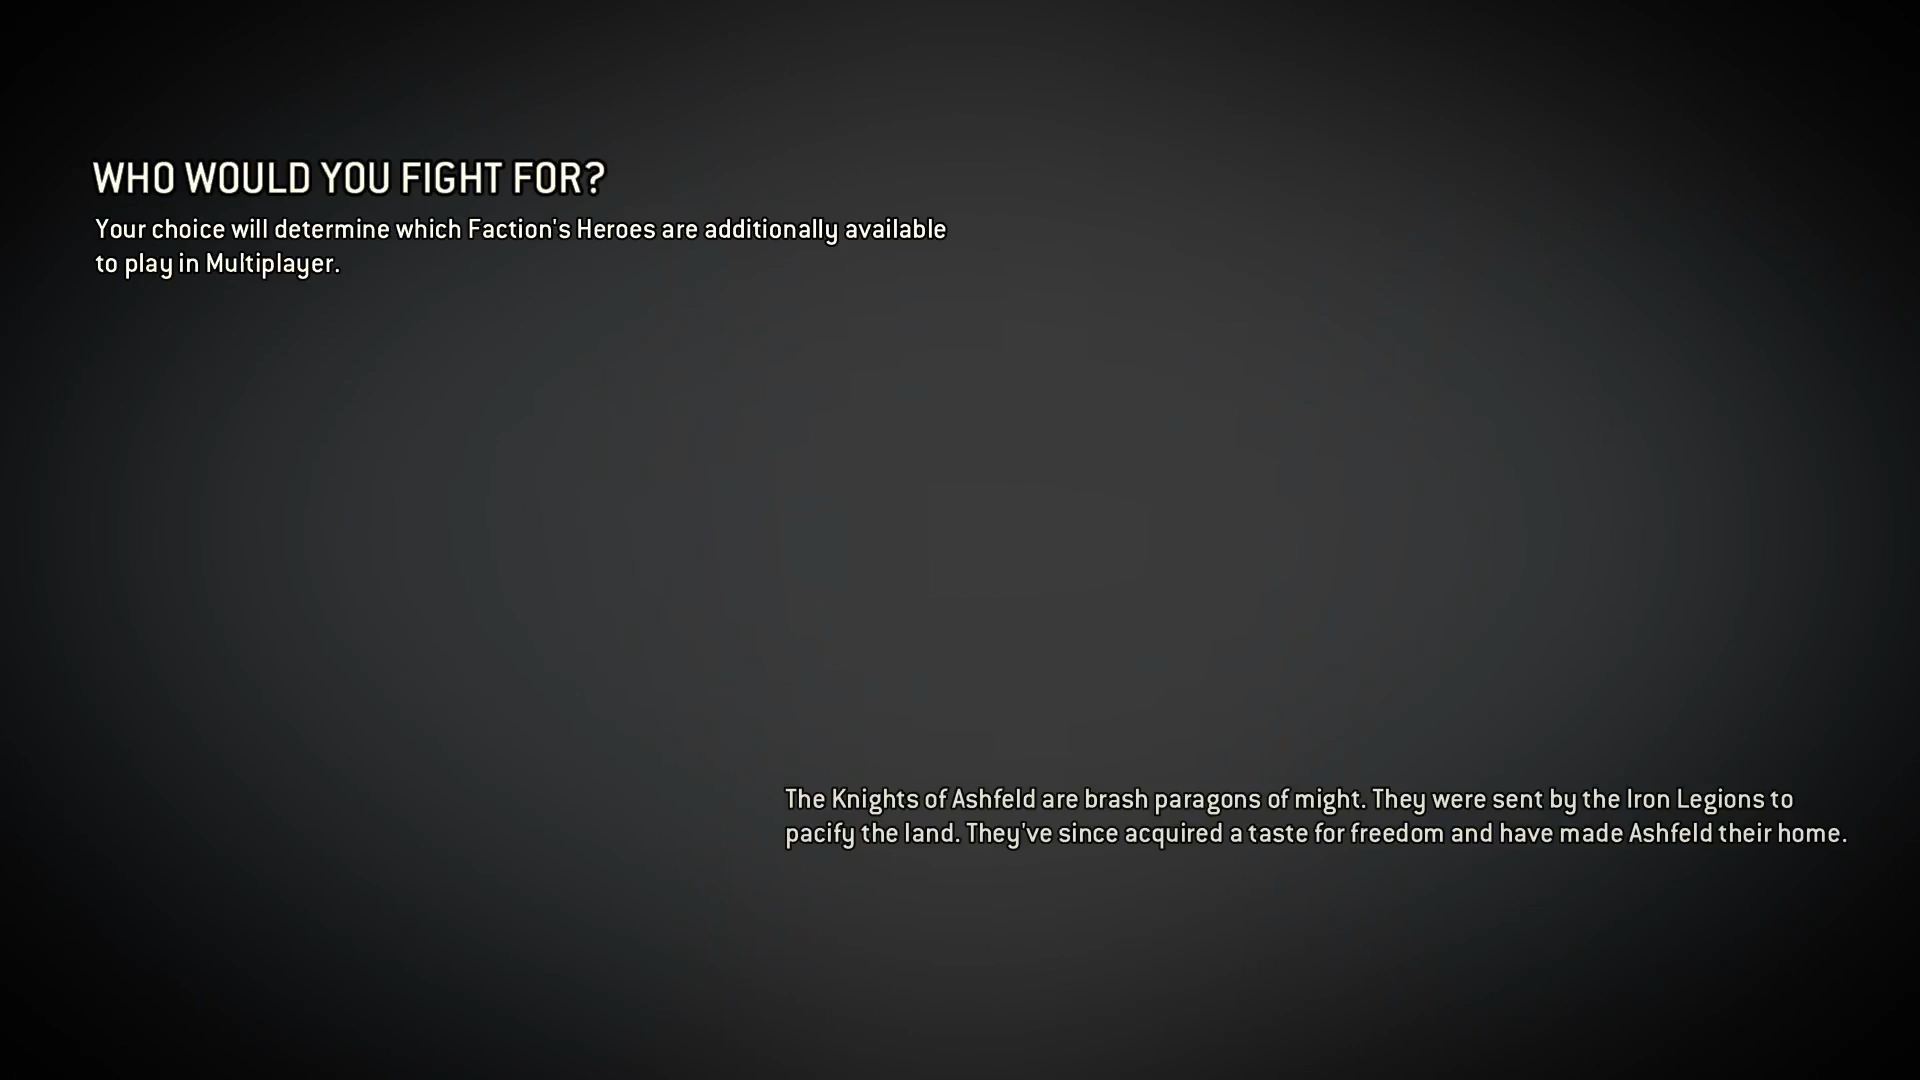 WHO WOULD YOU FIGHT FOR?
Your choice will determine which Faction's Heroes are additionally available
to play in Multiplayer.
The Knights of Ashfeld are brash paragons of might. They were sent by the Iron Legions to
pacify the land. They've since acquired a taste for freedom and have made Ashfeld their home.